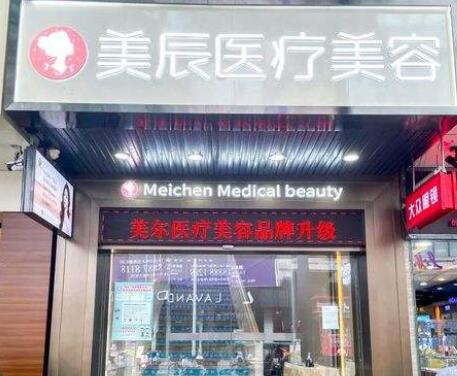 美辰医疗美容
Meichen Medical beauty
美尔医疗美容品牌升级
大众眼镜
LAVAND